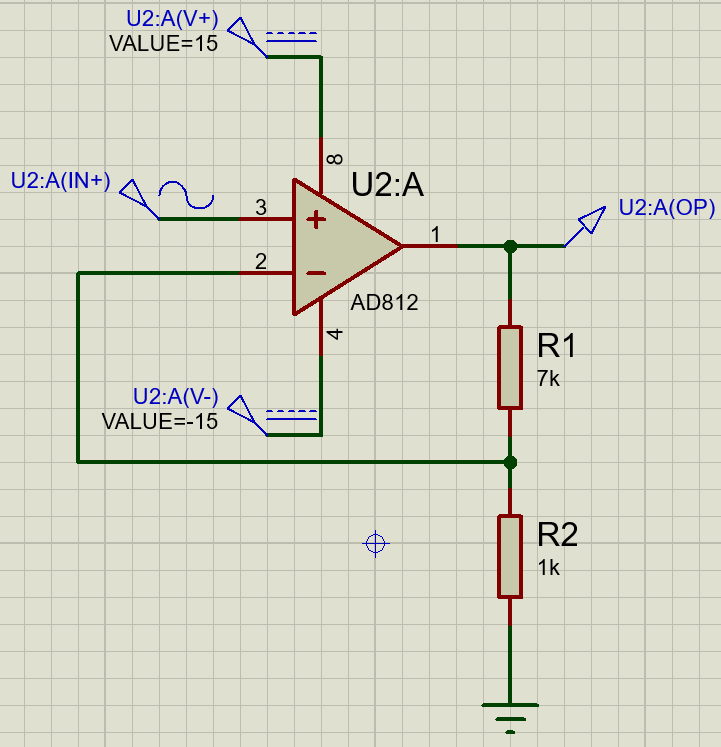 U2:A(V+)
VALUE=15
8
U2:A
U2:A(IN+)
3
+
1
U2:A(OP)
2
−
AD812
4
R1
7k
U2:A(V-)
VALUE=-15
R2
1k